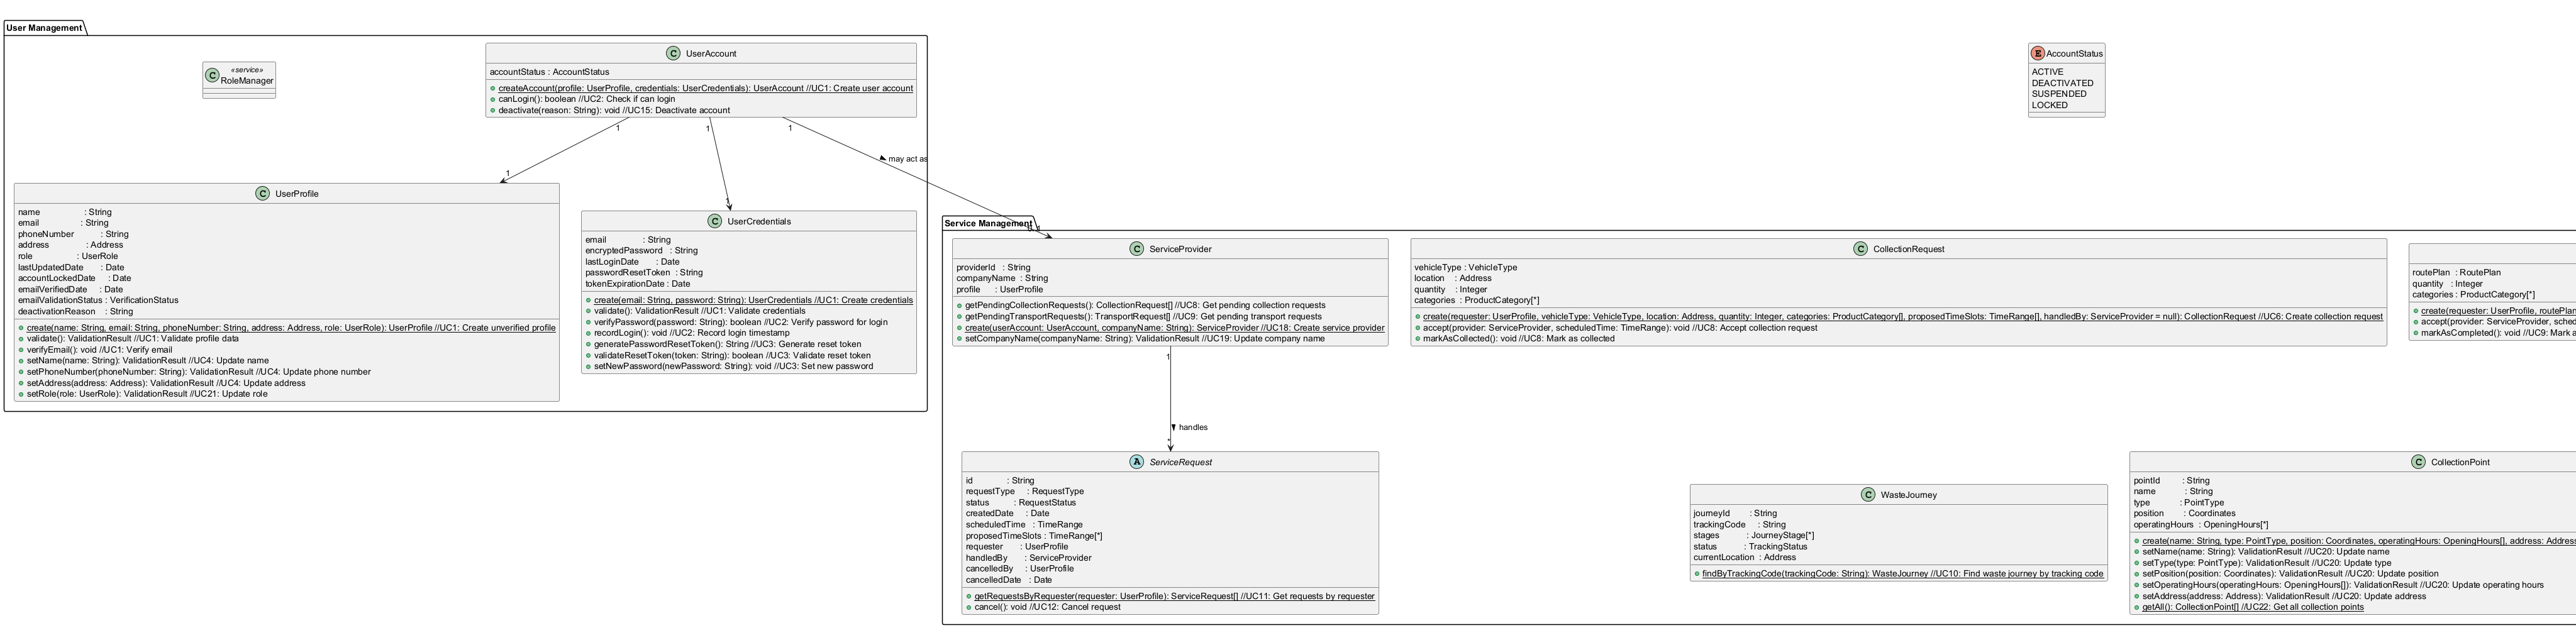 User Management
«service»
RoleManager
UserAccount
accountStatus : AccountStatus
createAccount(profile: UserProfile, credentials: UserCredentials): UserAccount //UC1: Create user account
canLogin(): boolean //UC2: Check if can login
deactivate(reason: String): void //UC15: Deactivate account
AccountStatus
ACTIVE
DEACTIVATED
SUSPENDED
LOCKED
1
1
1
may act as
1
UserProfile
name : String
email : String
phoneNumber : String
address : Address
role : UserRole
lastUpdatedDate : Date
accountLockedDate : Date
emailVerifiedDate : Date
emailValidationStatus : VerificationStatus
deactivationReason : String
create(name: String, email: String, phoneNumber: String, address: Address, role: UserRole): UserProfile //UC1: Create unverified profile
validate(): ValidationResult //UC1: Validate profile data
verifyEmail(): void //UC1: Verify email
setName(name: String): ValidationResult //UC4: Update name
setPhoneNumber(phoneNumber: String): ValidationResult //UC4: Update phone number
setAddress(address: Address): ValidationResult //UC4: Update address
setRole(role: UserRole): ValidationResult //UC21: Update role
UserCredentials
email : String
encryptedPassword : String
lastLoginDate : Date
passwordResetToken : String
tokenExpirationDate : Date
create(email: String, password: String): UserCredentials //UC1: Create credentials
validate(): ValidationResult //UC1: Validate credentials
verifyPassword(password: String): boolean //UC2: Verify password for login
recordLogin(): void //UC2: Record login timestamp
generatePasswordResetToken(): String //UC3: Generate reset token
validateResetToken(token: String): boolean //UC3: Validate reset token
setNewPassword(newPassword: String): void //UC3: Set new password
Service Management
ServiceProvider
providerId : String
companyName : String
profile : UserProfile
getPendingCollectionRequests(): CollectionRequest[] //UC8: Get pending collection requests
getPendingTransportRequests(): TransportRequest[] //UC9: Get pending transport requests
create(userAccount: UserAccount, companyName: String): ServiceProvider //UC18: Create service provider
setCompanyName(companyName: String): ValidationResult //UC19: Update company name
CollectionRequest
vehicleType : VehicleType
location : Address
quantity : Integer
categories : ProductCategory[*]
create(requester: UserProfile, vehicleType: VehicleType, location: Address, quantity: Integer, categories: ProductCategory[], proposedTimeSlots: TimeRange[], handledBy: ServiceProvider = null): CollectionRequest //UC6: Create collection request
accept(provider: ServiceProvider, scheduledTime: TimeRange): void //UC8: Accept collection request
markAsCollected(): void //UC8: Mark as collected
routePlan : RoutePlan
quantity : Integer
categories : ProductCategory[*]
create(requester: UserProfile, routePlan
accept(provider: ServiceProvider, sched
markAsCompleted(): void //UC9: Mark a
1
handles
*
ServiceRequest
id : String
requestType : RequestType
status : RequestStatus
createdDate : Date
scheduledTime : TimeRange
proposedTimeSlots : TimeRange[*]
requester : UserProfile
handledBy : ServiceProvider
cancelledBy : UserProfile
cancelledDate : Date
getRequestsByRequester(requester: UserProfile): ServiceRequest[] //UC11: Get requests by requester
cancel(): void //UC12: Cancel request
WasteJourney
journeyId : String
trackingCode : String
stages : JourneyStage[*]
status : TrackingStatus
currentLocation : Address
findByTrackingCode(trackingCode: String): WasteJourney //UC10: Find waste journey by tracking code
CollectionPoint
pointId : String
name : String
type : PointType
position : Coordinates
operatingHours : OpeningHours[*]
create(name: String, type: PointType, position: Coordinates, operatingHours: OpeningHours[], address: Address
setName(name: String): ValidationResult //UC20: Update name
setType(type: PointType): ValidationResult //UC20: Update type
setPosition(position: Coordinates): ValidationResult //UC20: Update position
setOperatingHours(operatingHours: OpeningHours[]): ValidationResult //UC20: Update operating hours
setAddress(address: Address): ValidationResult //UC20: Update address
getAll(): CollectionPoint[] //UC22: Get all collection points